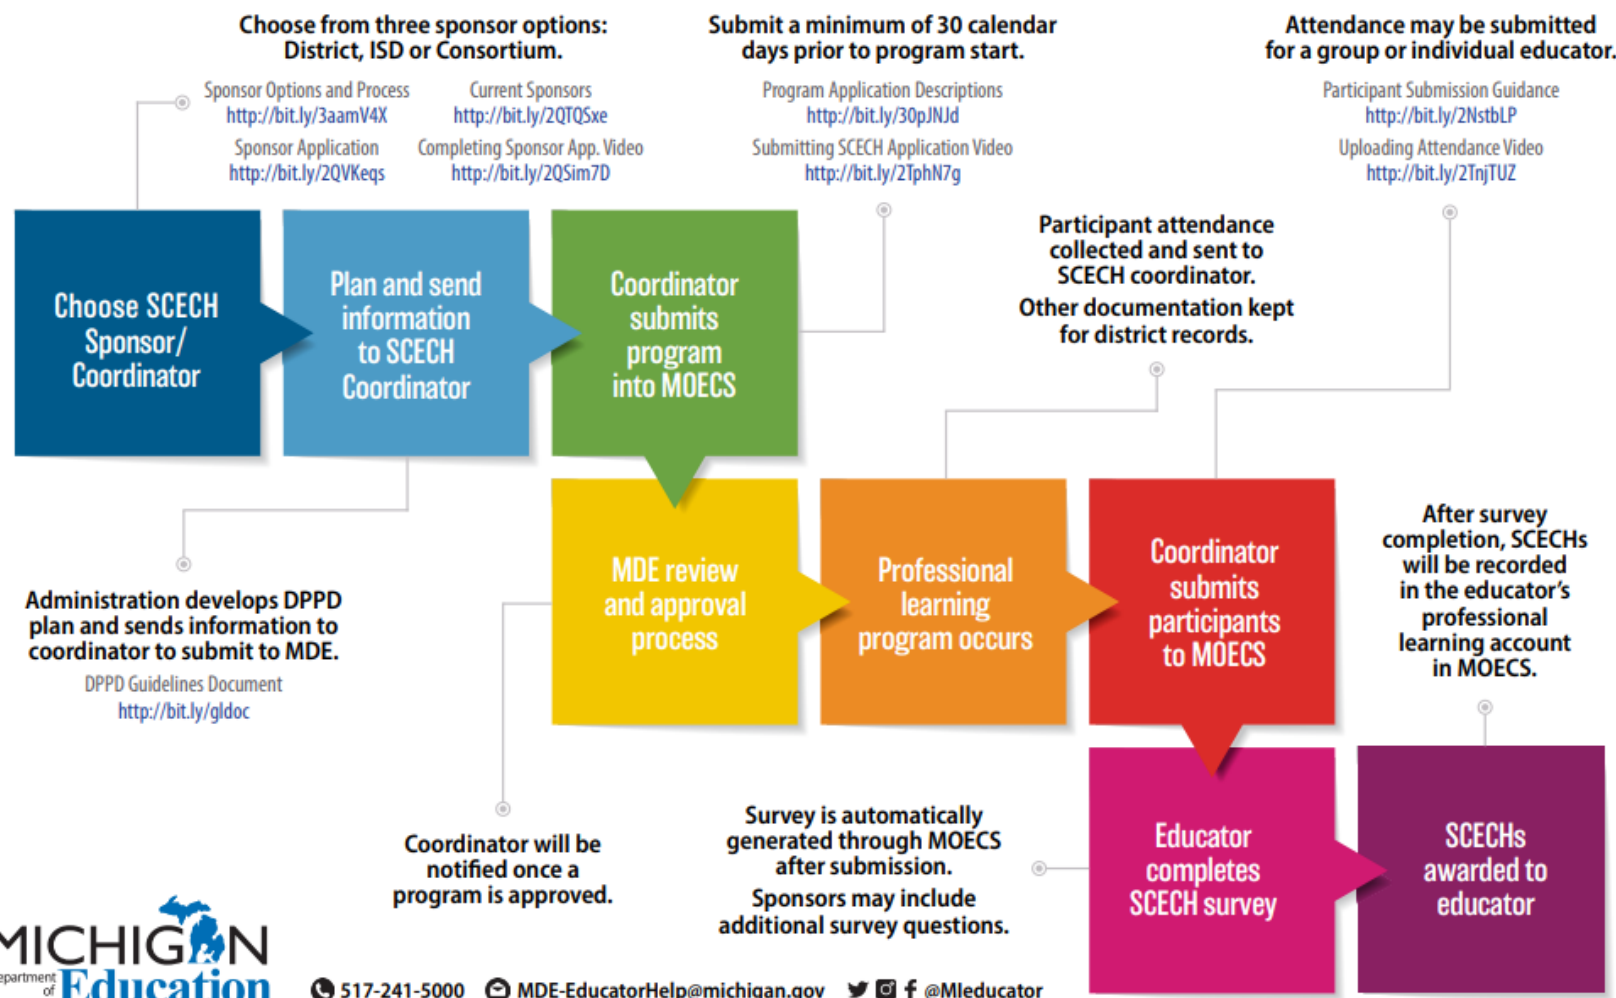 Choose from three sponsor options:
District, ISD or Consortium.
Sponsor Options and Process
http://bit.ly/3aamV4X
Current Sponsors
http://bit.ly/2QTQSxe
Sponsor Application
http://bit.ly/2QVKeqs
Completing Sponsor App. Video
http://bit.ly/2QSim7D
Submit a minimum of 30 calendar
days prior to program start.
Program Application Descriptions
http://bit.ly/30pJNJd
Submitting SCECH Application Video
http://bit.ly/2TphN7g
Attendance may be submitted
for a group or individual educator.
Participant Submission Guidance
http://bit.ly/2NstbLP
Uploading Attendance Video
http://bit.ly/2TnjTUZ
Choose SCECH
Sponsor/
Coordinator
Plan and send
information
to SCECH
Coordinator
Coordinator
submits
program
into MOECS
Participant attendance
collected and sent to
SCECH coordinator.
Other documentation kept
for district records.
Administration develops DPPD
plan and sends information to
coordinator to submit to MDE.
DPPD Guidelines Document
http://bit.ly/gldoc
MDE review
and approval
process
Professional
learning
program occurs
Coordinator
submits
participants
to MOECS
After survey
completion, SCECHs
will be recorded
in the educator's
professional
learning account
in MOECS.
Coordinator will be
notified once a
program is approved.
Survey is automatically
generated through MOECS
after submission.
Sponsors may include
additional survey questions.
Educator
completes
SCECH survey
SCECHs
awarded to
educator
MICHIGAN
Department
of Education
517-241-5000 MDE-EducatorHelp@michigan.gov @MIeducator